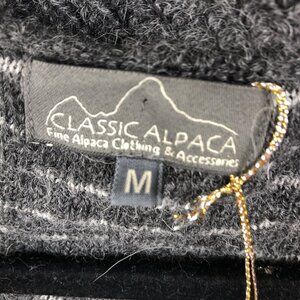 CLASSIC ALPACA
Fine Alpaca Clothing & Accessories
M